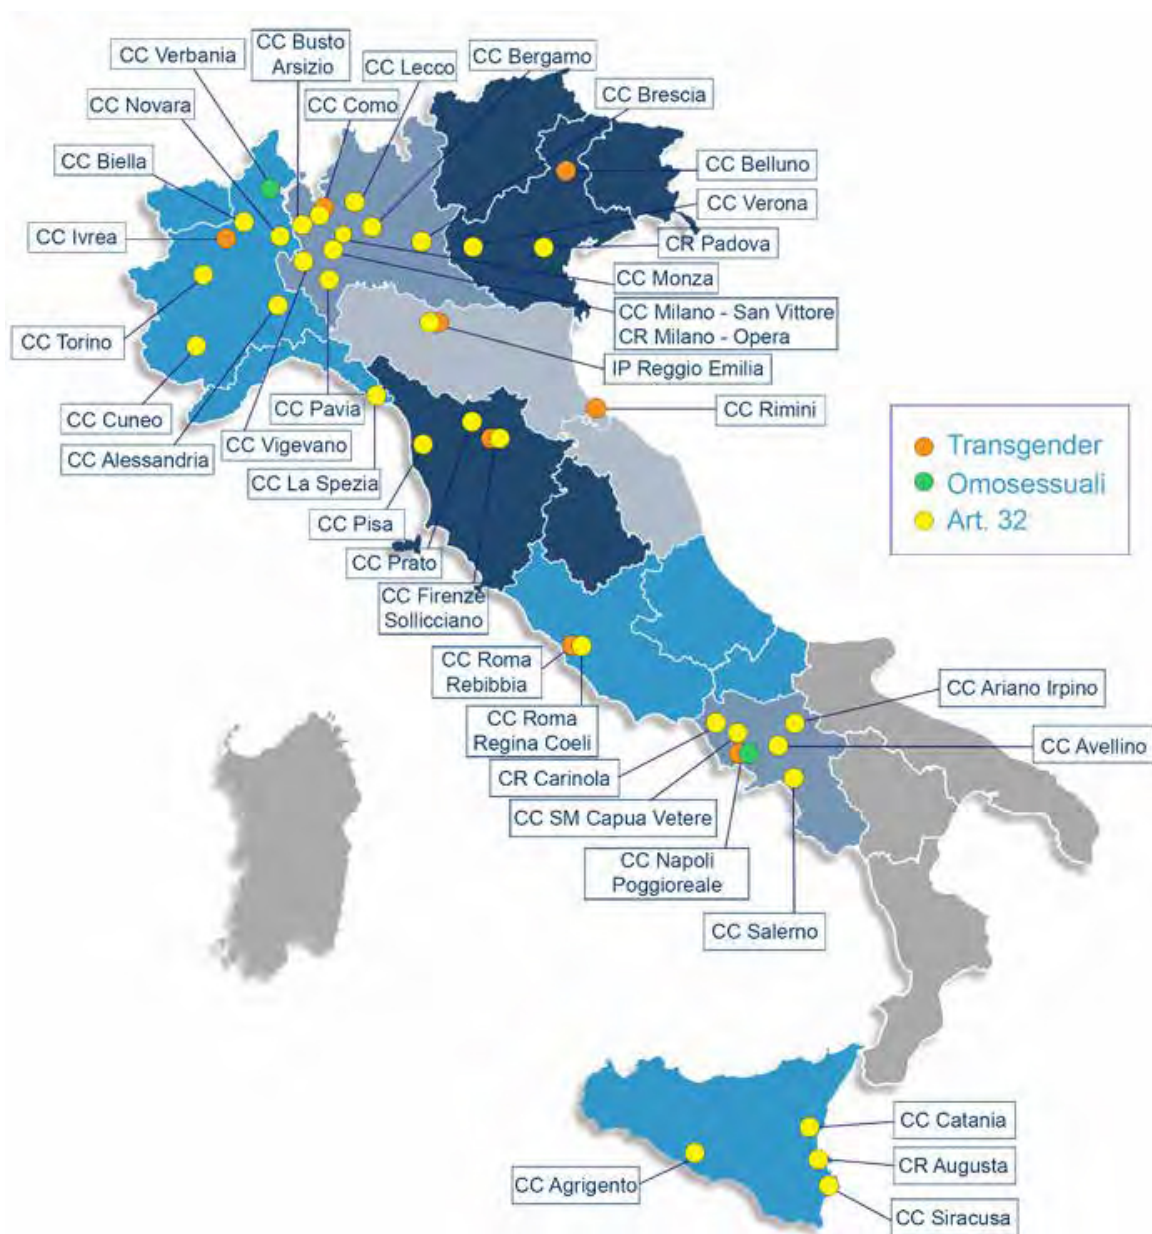 CC Verbania
CC Busto
Arsizio
CC Lecco
CC Bergamo
CC Novara
CC Como
CC Brescia
CC Biella
CC Belluno
CC Ivrea
CC Verona
CR Padova
CC Monza
CC Milano - San Vittore
CR Milano - Opera
CC Torino
IP Reggio Emilia
CC Cuneo
CC Pavia
CC Rimini
CC Vigevano
CC Alessandria
CC La Spezia
CC Pisa
CC Prato
CC Firenze
Sollicciano
Transgender
Omosessuali
Art. 32
CC Roma
Rebibbia
CC Roma
Regina Coeli
CC Ariano Irpino
CC Avellino
CR Carinola
CC SM Capua Vetere
CC Napoli
Poggioreale
CC Salerno
CC Catania
CR Augusta
CC Agrigento
CC Siracusa